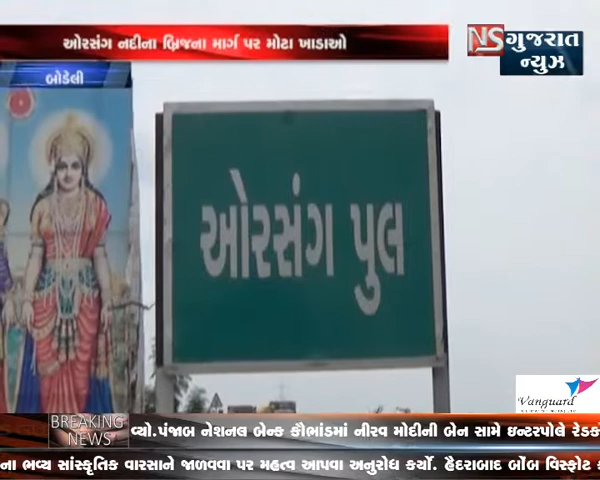 ઓરસંગ નદીના બ્રિજના માર્ગ પર મોટા ખાડાઓ
NS ગુજરાત
ન્યુઝ
બોડેલી
ઓરસંગ પુલ
Vanguard
BREAKING
NEWS
વ્યો.પંજાબ નેશનલ બેન્ક કૌભાંડમાં નીરવ મોદીની બેન સામે ઇન્ટરપોલે રેડકો
ના ભવ્ય સાંસ્કૃતિક વારસાને જાળવવા પર મહત્વ આપવા અનુરોધ કર્યો. હૈદરાબાદ બોંબ વિસ્ફોટ